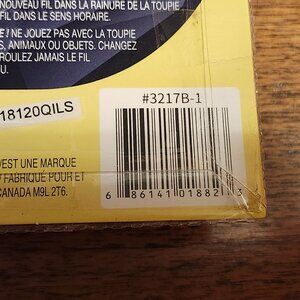 NOUVEAU FIL DANS LA RAINURE DE LA TOUPIE
FIL DANS LE SENS HORAIRE.
! NE JOUEZ PAS AVEC LA TOUPIE
S, ANIMAUX OU OBJETS. CHANGEZ
ROULEZ JAMAIS LE FIL
U.
18120QILS
#3217B-1
EST UNE MARQUE
FABRIQUÉ POUR ET
CANADA M9L 2T6.
6 86141 01882 3